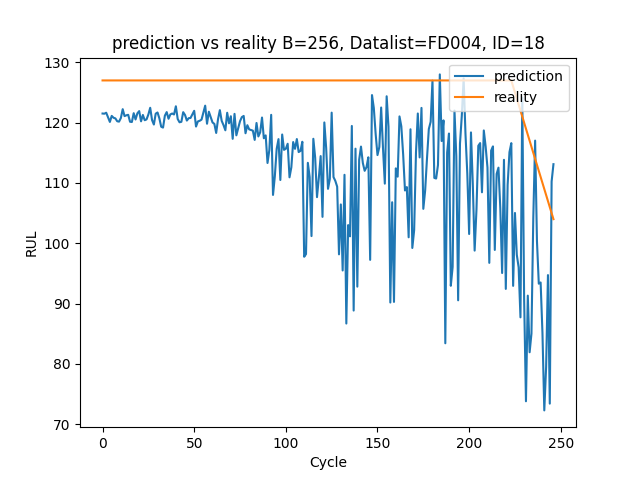 prediction vs reality B=256, Datalist=FD004, ID=18
130
120
110
100
90
80
70
RUL
prediction
reality
0
50
100
150
200
250
Cycle